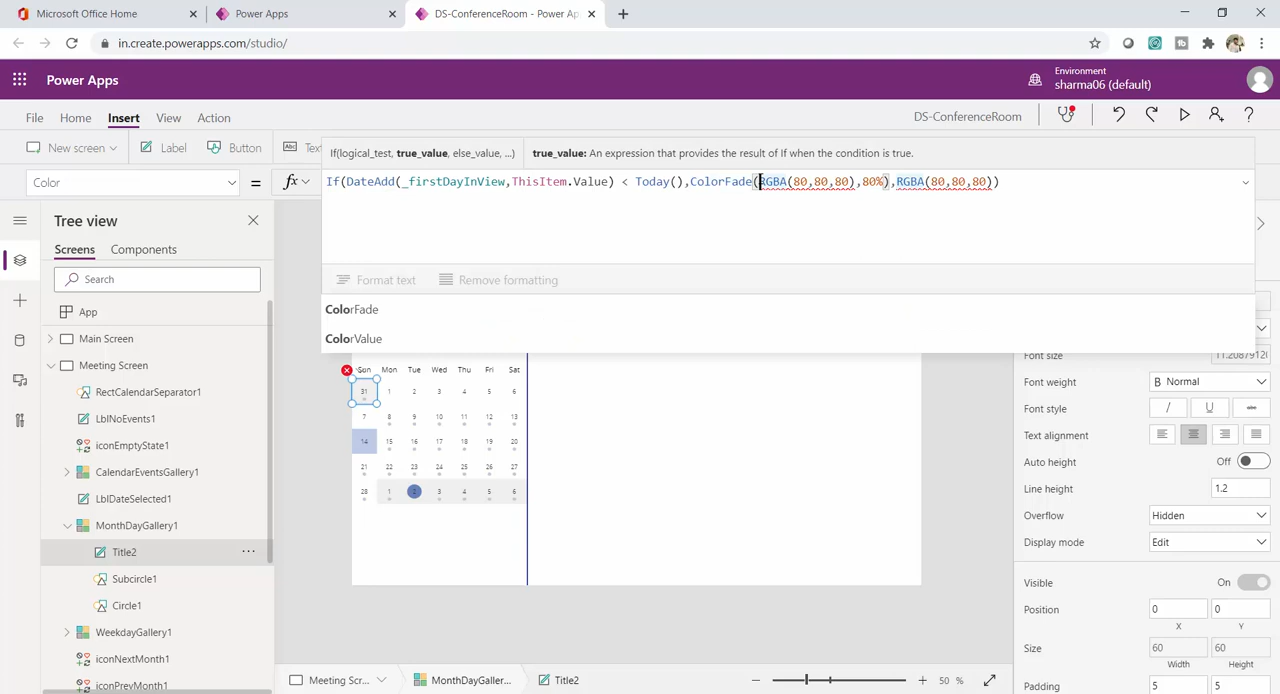 Microsoft Office Home
Power Apps
DS-ConferenceRoom - Power Ap
in.create.powerapps.com/studio/
Power Apps
Environment
sharma06 (default)
File Home Insert View Action
DS-ConferenceRoom
New screen Label Button Tex
If(logical_test, true_value, else_value, ...) true_value: An expression that provides the result of If when the condition is true.
Color = fx If(DateAdd(_firstDayInView,ThisItem.Value) < Today(),ColorFade(RGBA(80,80,80),80%),RGBA(80,80,80))
Tree view
Screens Components
Search
Format text Remove formatting
ColorFade
ColorValue
App
Main Screen
Meeting Screen
RectCalendarSeparator1
LblNoEvents1
iconEmptyState1
CalendarEventsGallery1
LblDateSelected1
MonthDayGallery1
Title2
Subcircle1
Circle1
WeekdayGallery1
iconNextMonth1
iconPrevMonth1
Sun Mon Tue Wed Thu Fri Sat
31 1 2 3 4 5 6
7 8 9 10 11 12 13
14 15 16 17 18 19 20
21 22 23 24 25 26 27
28 1 2 3 4 5 6
Font size
Font weight B Normal
Font style / U abc
Text alignment
Auto height Off
Line height 1.2
Overflow Hidden
Display mode Edit
Visible On
Position 0 0
X Y
Size 60 60
Width Height
Padding 5 5
Meeting Scr... MonthDayGaller... Title2
50 %